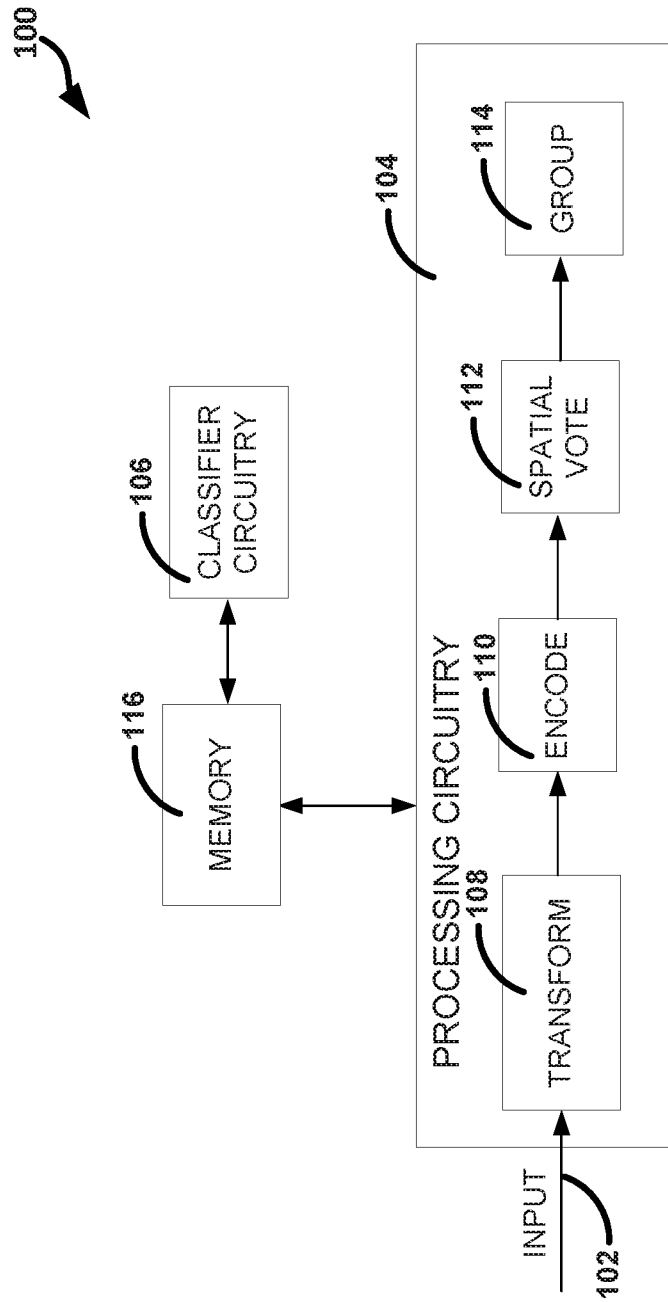 100
116
MEMORY
106
CLASSIFIER
CIRCUITRY
104
PROCESSING CIRCUITRY
INPUT
102
108
TRANSFORM
110
ENCODE
112
SPATIAL
VOTE
114
GROUP